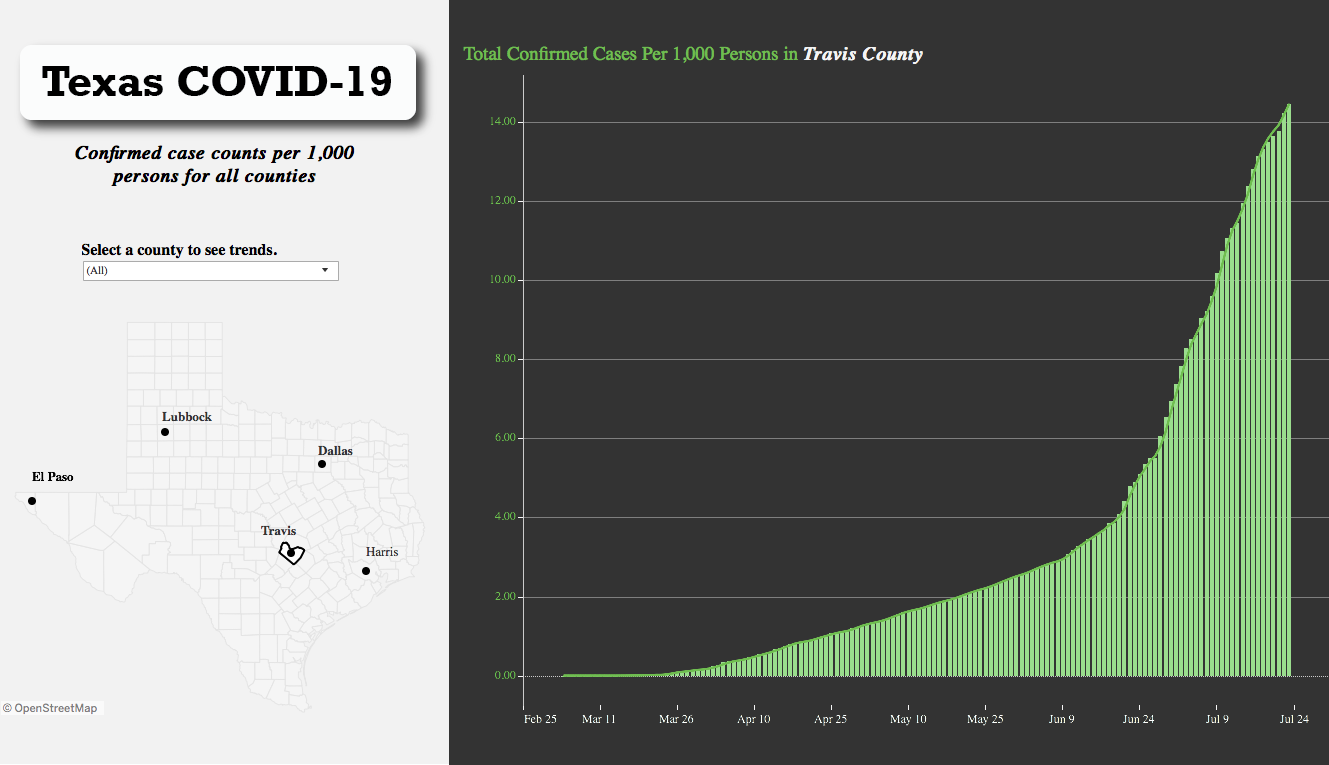 Texas COVID-19
Confirmed case counts per 1,000
persons for all counties
Select a county to see trends.
(All)
Lubbock
Dallas
El Paso
Travis
Harris
© OpenStreetMap
Total Confirmed Cases Per 1,000 Persons in Travis County
14.00
12.00
10.00
8.00
6.00
4.00
2.00
0.00
Feb 25 Mar 11 Mar 26 Apr 10 Apr 25 May 10 May 25 Jun 9 Jun 24 Jul 9 Jul 24